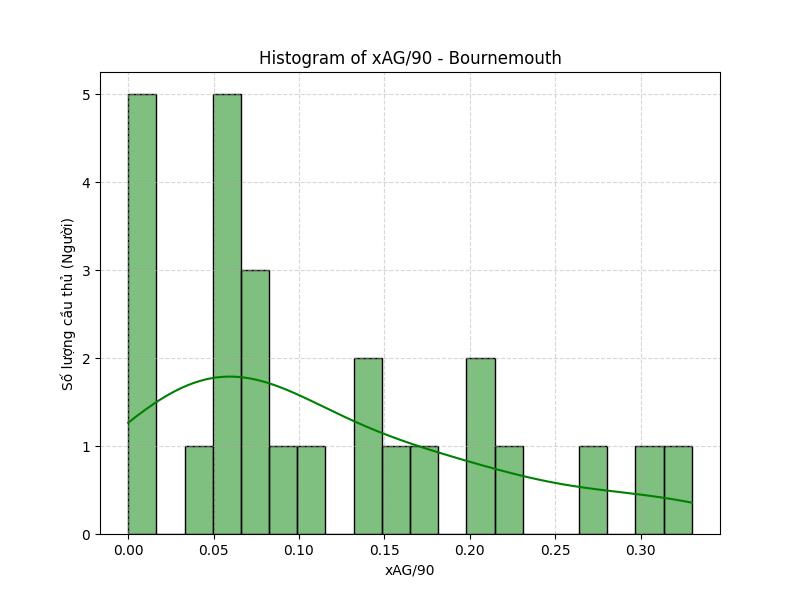 Histogram of xAG/90 - Bournemouth
Số lượng cầu thủ (Người)
5
4
3
2
1
0
0.00 0.05 0.10 0.15 0.20 0.25 0.30
xAG/90